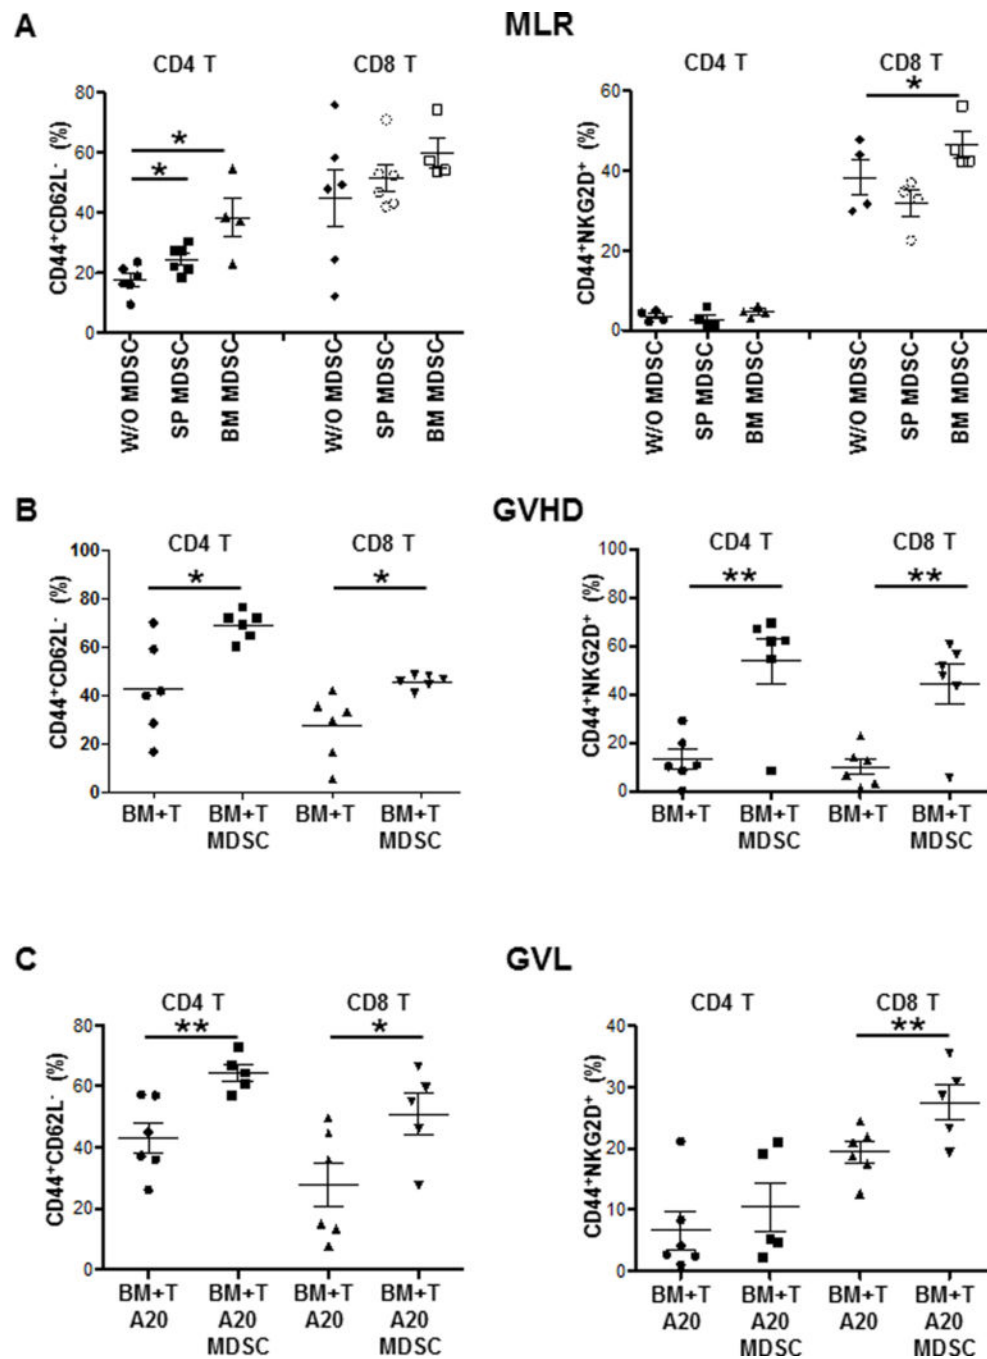 A
MLR
CD4 T CD8 T
CD44+CD62L- (%)
80
60
40
20
0
* *
W/O MDSC SP MDSC BM MDSC W/O MDSC SP MDSC BM MDSC
CD4 T CD8 T
CD44+NKG2D+ (%)
60
40
20
0
*
W/O MDSC SP MDSC BM MDSC W/O MDSC SP MDSC BM MDSC
B
GVHD
CD4 T CD8 T
CD44+CD62L- (%)
100
80
60
40
20
0
* *
BM+T BM+T BM+T BM+T
MDSC MDSC
CD4 T CD8 T
CD44+NKG2D+ (%)
100
80
60
40
20
0
** **
BM+T BM+T BM+T BM+T
MDSC MDSC
C
GVL
CD4 T CD8 T
CD44+CD62L- (%)
80
60
40
20
0
** *
BM+T BM+T BM+T BM+T
A20 A20 A20 A20
MDSC MDSC
CD4 T CD8 T
CD44+NKG2D+ (%)
40
30
20
10
0
**
BM+T BM+T BM+T BM+T
A20 A20 A20 A20
MDSC MDSC